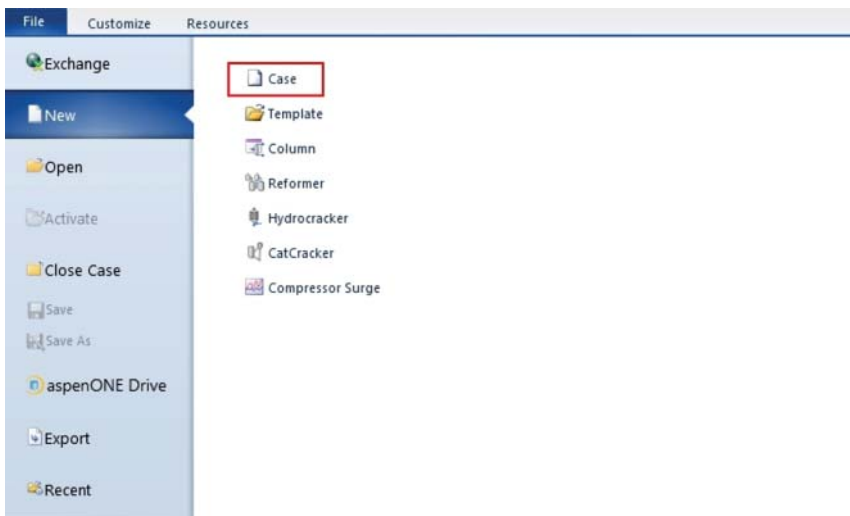 File Customize Resources
Exchange
New
Open
Activate
Close Case
Save
Save As
aspenONE Drive
Export
Recent
Case
Template
Column
Reformer
Hydrocracker
CatCracker
Compressor Surge